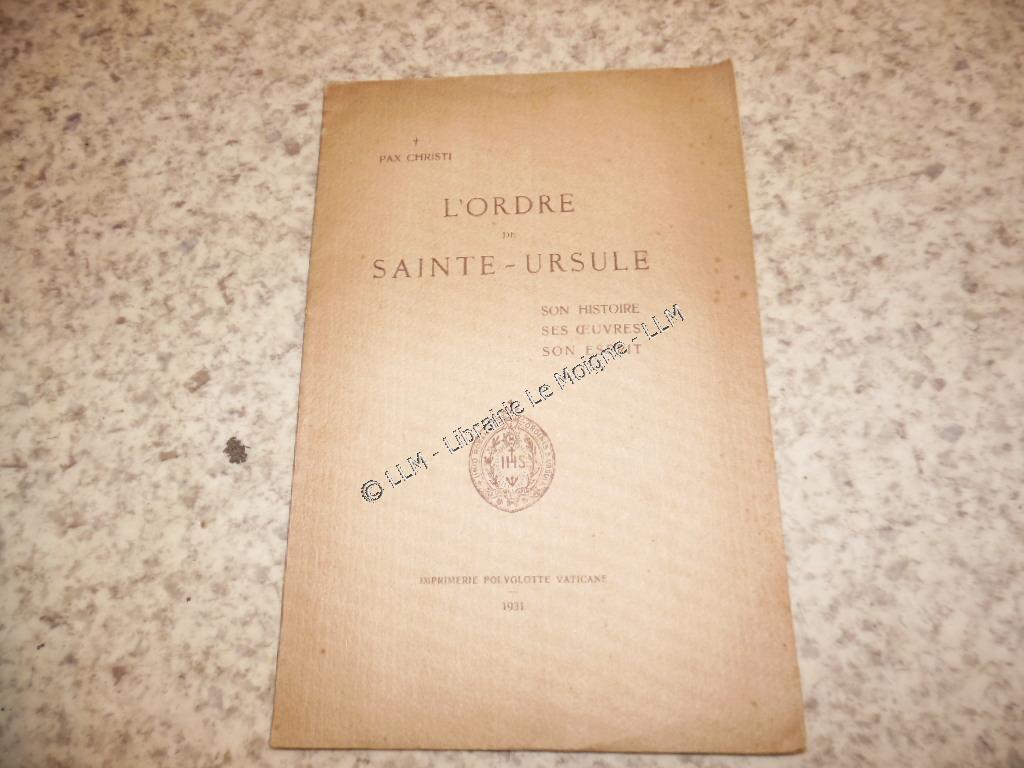 †
PAX CHRISTI
L'ORDRE
DE
SAINTE-URSULE
SON HISTOIRE
SES ŒUVRES
SON ESPRIT
© LLM - Librairie Le Moigne - LLM
IHS
IMPRIMERIE POLYGLOTTE VATICANE
1931